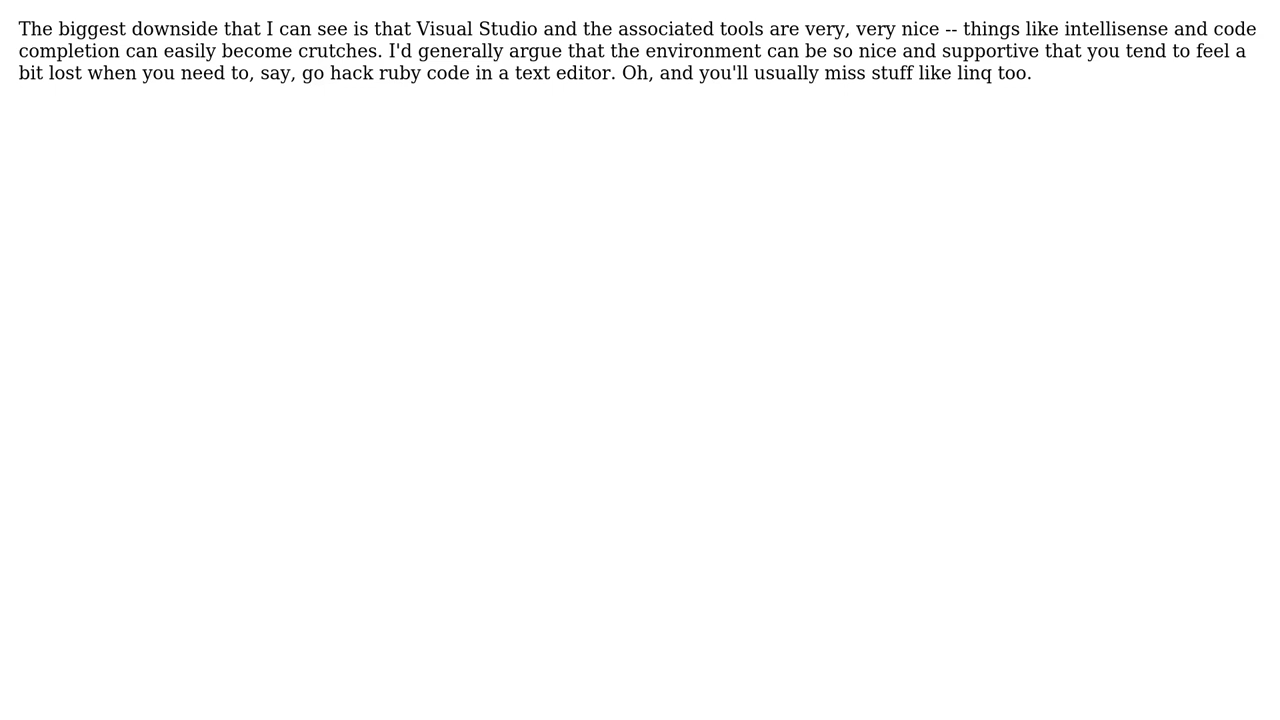 The biggest downside that I can see is that Visual Studio and the associated tools are very, very nice -- things like intellisense and code
completion can easily become crutches. I'd generally argue that the environment can be so nice and supportive that you tend to feel a
bit lost when you need to, say, go hack ruby code in a text editor. Oh, and you'll usually miss stuff like linq too.